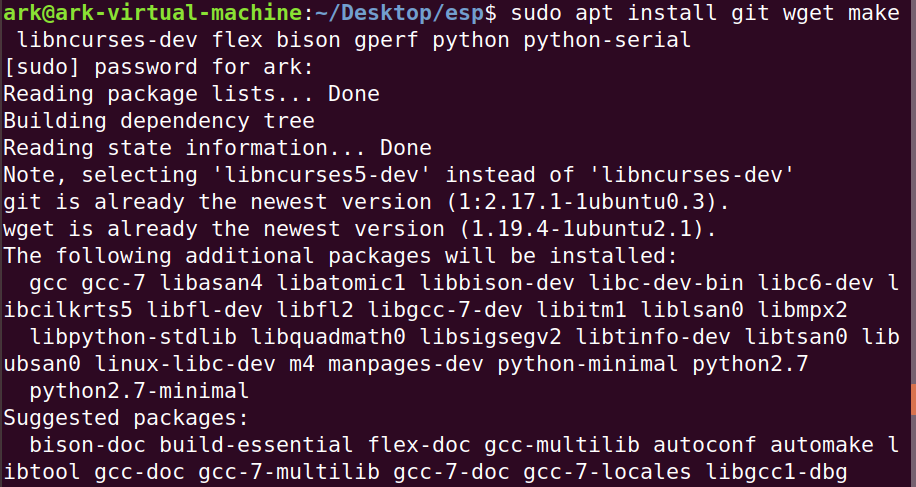 ark@ark-virtual-machine:~/Desktop/esp$ sudo apt install git wget make
 libncurses-dev flex bison gperf python python-serial
[sudo] password for ark:
Reading package lists... Done
Building dependency tree
Reading state information... Done
Note, selecting 'libncurses5-dev' instead of 'libncurses-dev'
git is already the newest version (1:2.17.1-1ubuntu0.3).
wget is already the newest version (1.19.4-1ubuntu2.1).
The following additional packages will be installed:
  gcc gcc-7 libasan4 libatomic1 libbison-dev libc-dev-bin libc6-dev l
ibcilkrts5 libfl-dev libfl2 libgcc-7-dev libitm1 liblsan0 libmpx2
  libpython-stdlib libquadmath0 libsigsegv2 libtinfo-dev libtsan0 lib
ubsan0 linux-libc-dev m4 manpages-dev python-minimal python2.7
  python2.7-minimal
Suggested packages:
  bison-doc build-essential flex-doc gcc-multilib autoconf automake l
ibtool gcc-doc gcc-7-multilib gcc-7-doc gcc-7-locales libgcc1-dbg